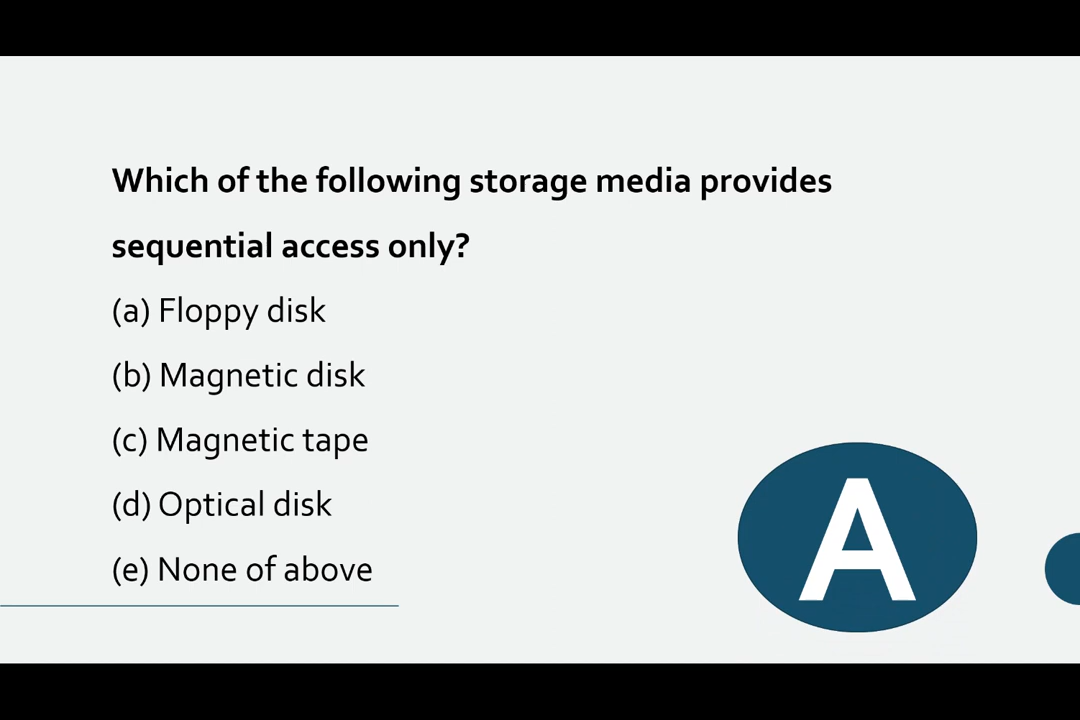 Which of the following storage media provides
sequential access only?
(a) Floppy disk
(b) Magnetic disk
(c) Magnetic tape
(d) Optical disk
(e) None of above
A